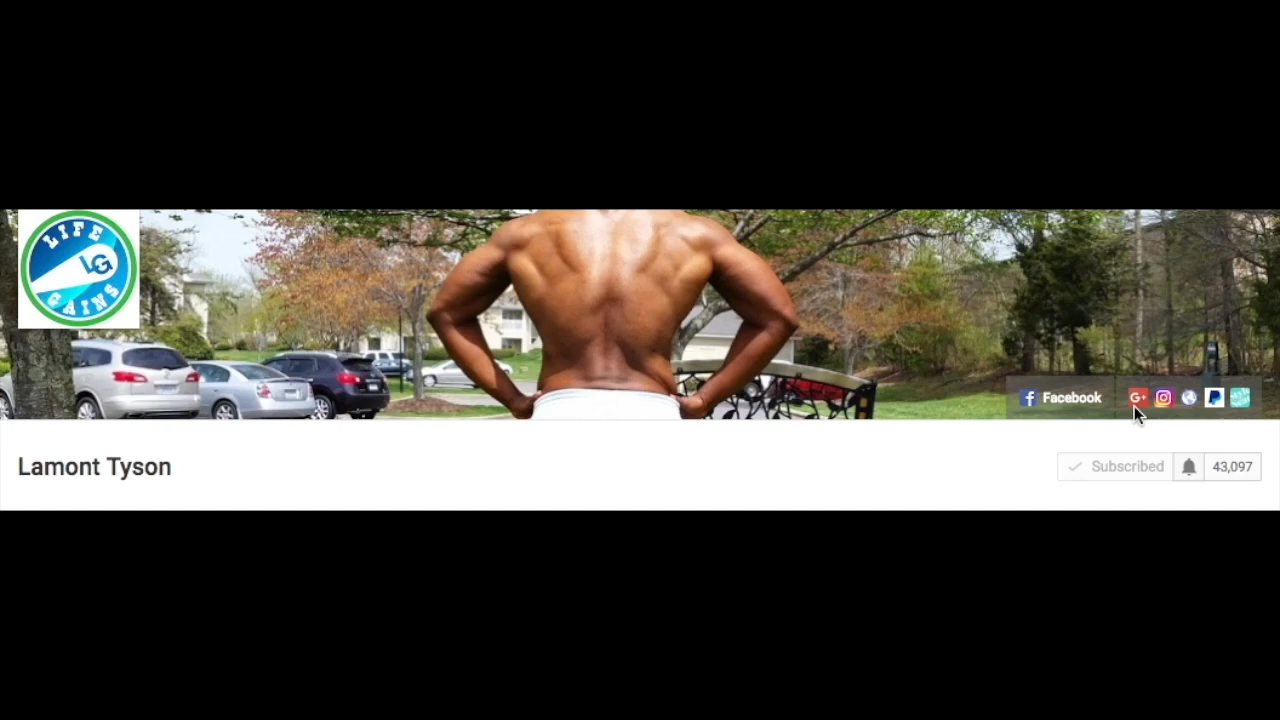 LIFE
LG
GAINS
Facebook
G+
Lamont Tyson
Subscribed
43,097